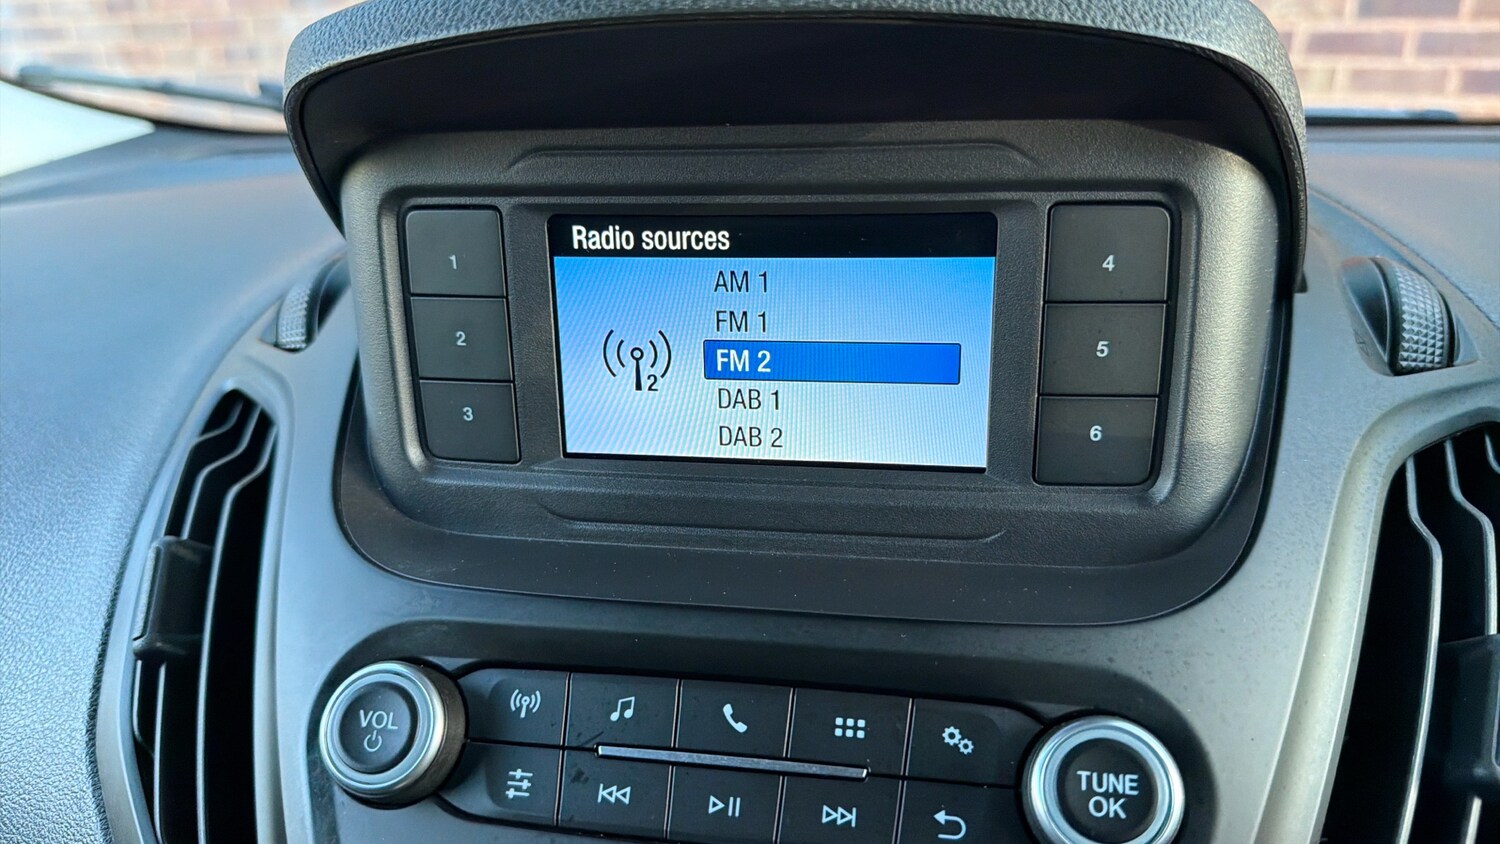 Radio sources
AM 1
FM 1
FM 2
DAB 1
DAB 2
2
1
2
3
4
5
6
VOL
TUNE
OK